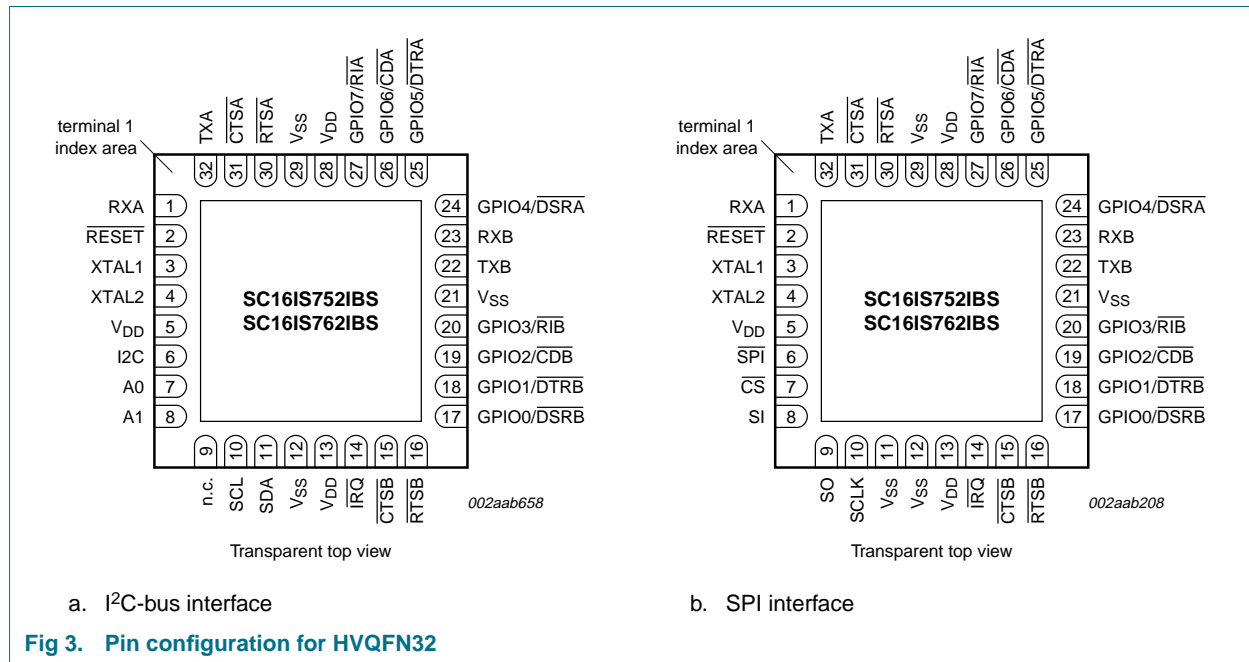 TXA
CTSA
RTSA
VSS
VDD
GPIO7/RIA
GPIO6/CDA
GPIO5/DTRA
terminal 1
index area
32 31 30 29 28 27 26 25
RXA 1
RESET 2
XTAL1 3
XTAL2 4
VDD 5
I2C 6
A0 7
A1 8
SC16IS752IBS
SC16IS762IBS
24 GPIO4/DSRA
23 RXB
22 TXB
21 VSS
20 GPIO3/RIB
19 GPIO2/CDB
18 GPIO1/DTRB
17 GPIO0/DSRB
9 10 11 12 13 14 15 16
n.c.
SCL
SDA
VSS
VDD
IRQ
CTSB
RTSB
002aab658
Transparent top view
a. I2C-bus interface
TXA
CTSA
RTSA
VSS
VDD
GPIO7/RIA
GPIO6/CDA
GPIO5/DTRA
terminal 1
index area
32 31 30 29 28 27 26 25
RXA 1
RESET 2
XTAL1 3
XTAL2 4
VDD 5
SPI 6
CS 7
SI 8
SC16IS752IBS
SC16IS762IBS
24 GPIO4/DSRA
23 RXB
22 TXB
21 VSS
20 GPIO3/RIB
19 GPIO2/CDB
18 GPIO1/DTRB
17 GPIO0/DSRB
9 10 11 12 13 14 15 16
SO
SCLK
VSS
VSS
VDD
IRQ
CTSB
RTSB
002aab208
Transparent top view
b. SPI interface
Fig 3. Pin configuration for HVQFN32